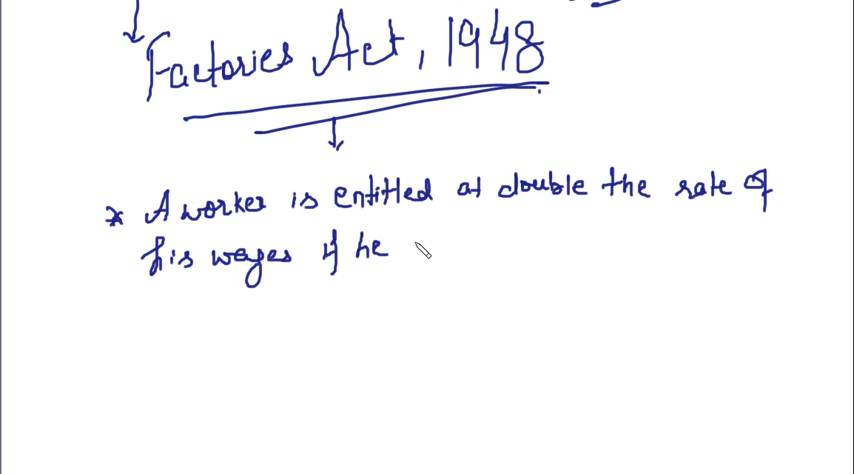 Factories Act, 1948
* A worker is entitled at double the rate of
his wages if he